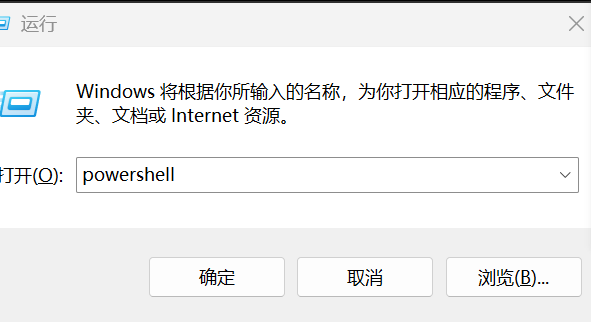 运行
Windows 将根据你所输入的名称，为你打开相应的程序、文件
夹、文档或 Internet 资源。
打开(O):
powershell
确定
取消
浏览(B)...